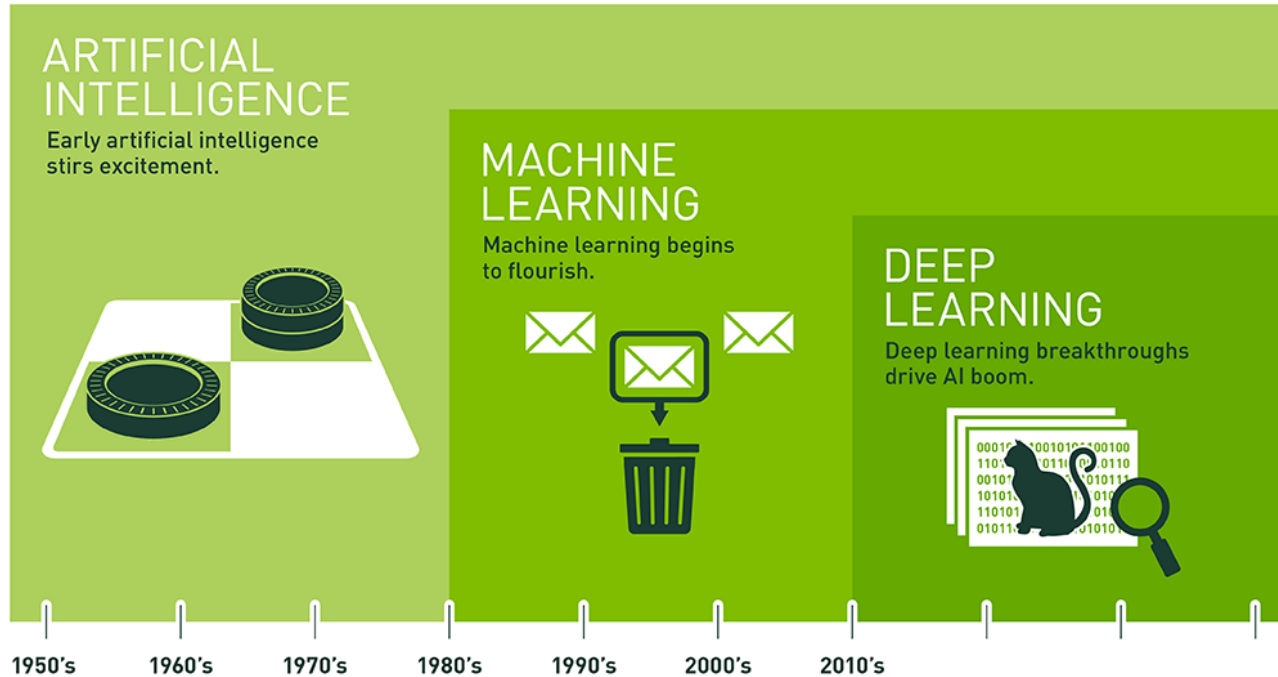 ARTIFICIAL
INTELLIGENCE
Early artificial intelligence
stirs excitement.
MACHINE
LEARNING
Machine learning begins
to flourish.
DEEP
LEARNING
Deep learning breakthroughs
drive AI boom.
1950's
1960's
1970's
1980's
1990's
2000's
2010's